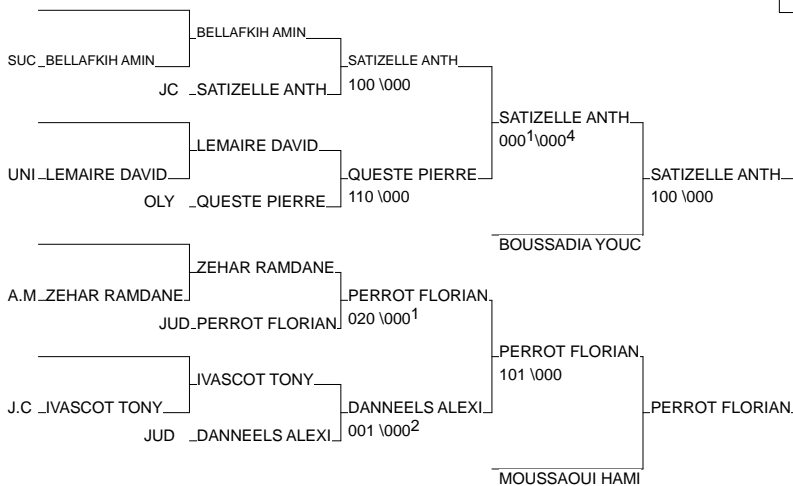 BELLAFKIH AMIN
SUC BELLAFKIH AMIN
SATIZELLE ANTH
JC SATIZELLE ANTH
100 \000
SATIZELLE ANTH
000¹\000⁴
LEMAIRE DAVID
UNI LEMAIRE DAVID
QUESTE PIERRE
SATIZELLE ANTH
OLY QUESTE PIERRE
110 \000
100 \000
BOUSSADIA YOUC
ZEHAR RAMDANE
A.M ZEHAR RAMDANE
PERROT FLORIAN
JUD PERROT FLORIAN
020 \000¹
PERROT FLORIAN
101 \000
IVASCOT TONY
J.C IVASCOT TONY
DANNEELS ALEXI
PERROT FLORIAN
JUD DANNEELS ALEXI
001 \000²
MOUSSAOUI HAMI